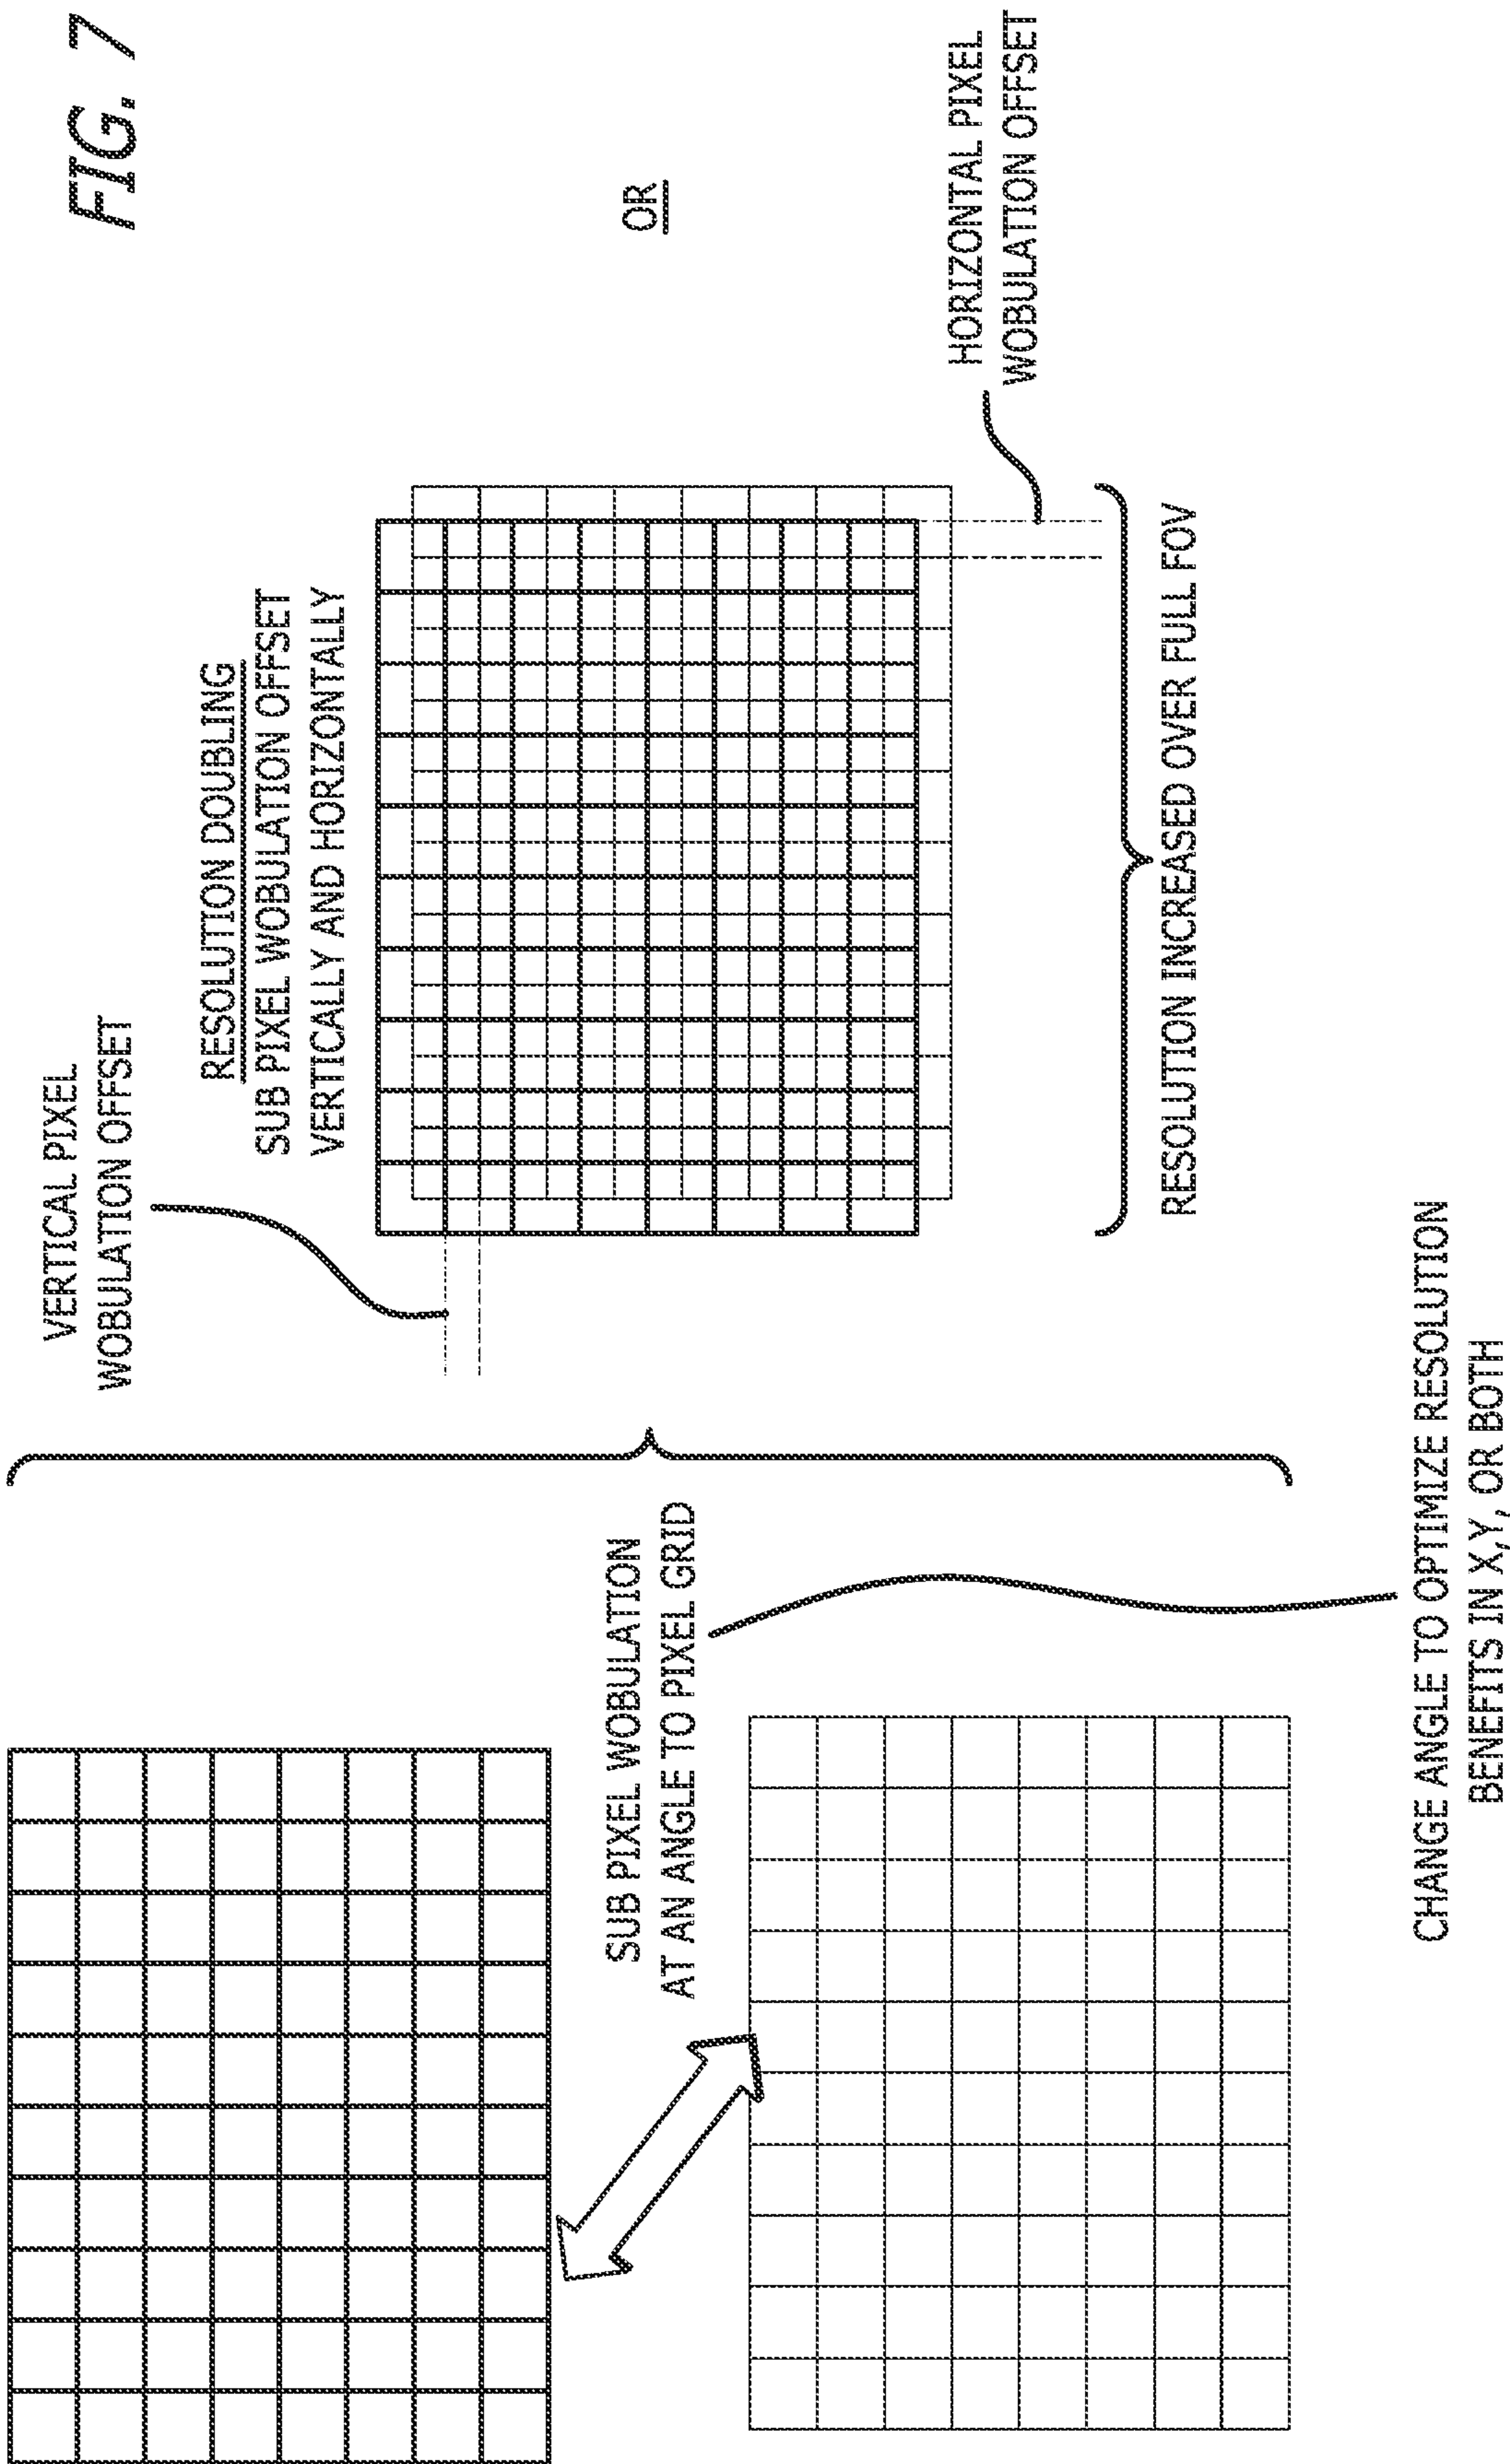 FIG. 7
VERTICAL PIXEL
WOBULATION OFFSET
RESOLUTION DOUBLING
SUB PIXEL WOBULATION OFFSET
VERTICALLY AND HORIZONTALLY
OR
SUB PIXEL WOBULATION
AT AN ANGLE TO PIXEL GRID
HORIZONTAL PIXEL
WOBULATION OFFSET
RESOLUTION INCREASED OVER FULL FOV
CHANGE ANGLE TO OPTIMIZE RESOLUTION
BENEFITS IN X,Y, OR BOTH